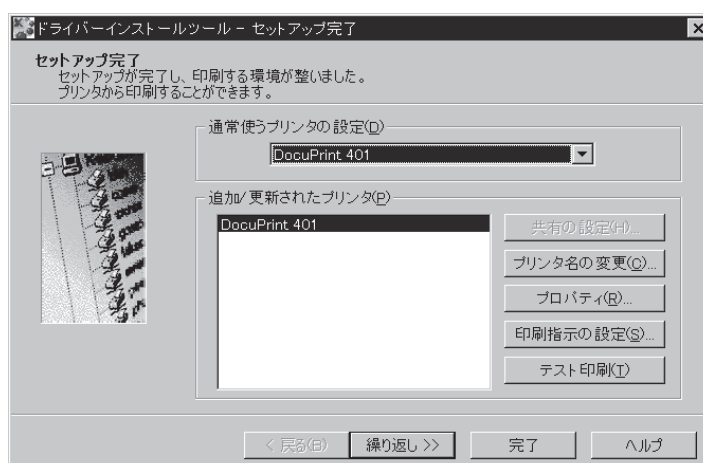 ドライバーインストールツール - セットアップ完了
セットアップ完了
セットアップが完了し、印刷する環境が整いました。
プリンタから印刷することができます。
通常使うプリンタの設定(D)
DocuPrint 401
追加/更新されたプリンタ(P)
DocuPrint 401
共有の設定(H)...
プリンタ名の変更(C)...
プロパティ(R)...
印刷指示の設定(S)...
テスト印刷(T)
< 戻る(B)
繰り返し >>
完了
ヘルプ